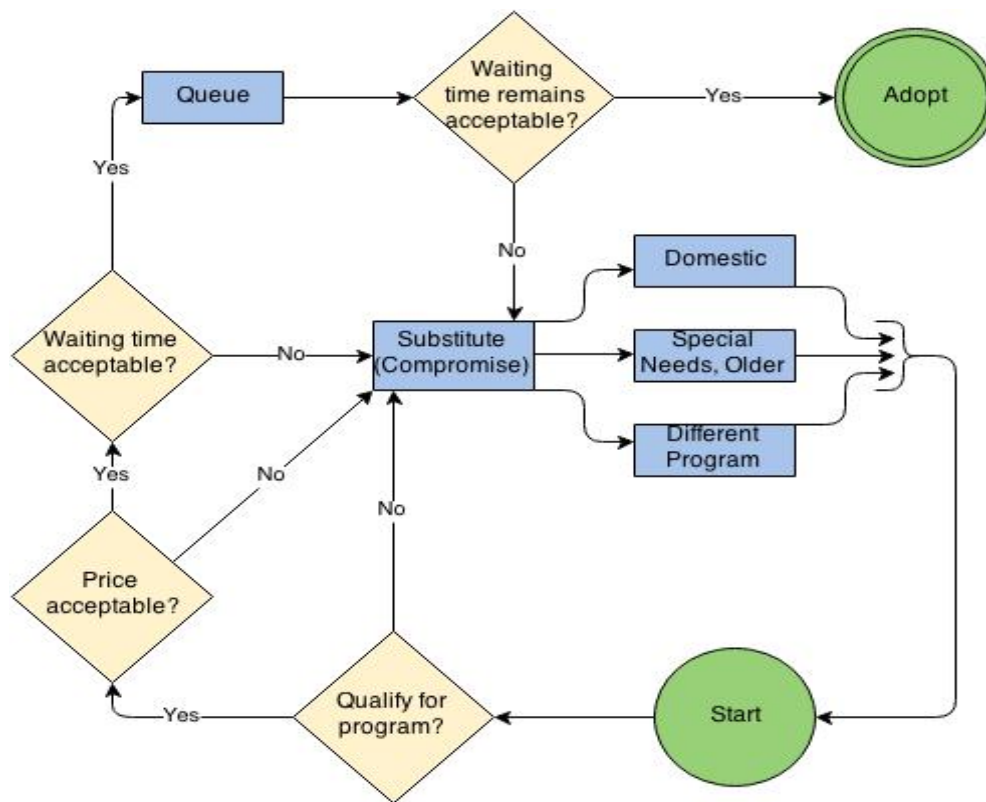 Queue
Waiting
time remains
acceptable?
Yes
Adopt
Yes
No
Domestic
Waiting time
acceptable?
No
Substitute
(Compromise)
Special
Needs, Older
Different
Program
Yes
No
No
Price
acceptable?
Yes
Qualify for
program?
Start